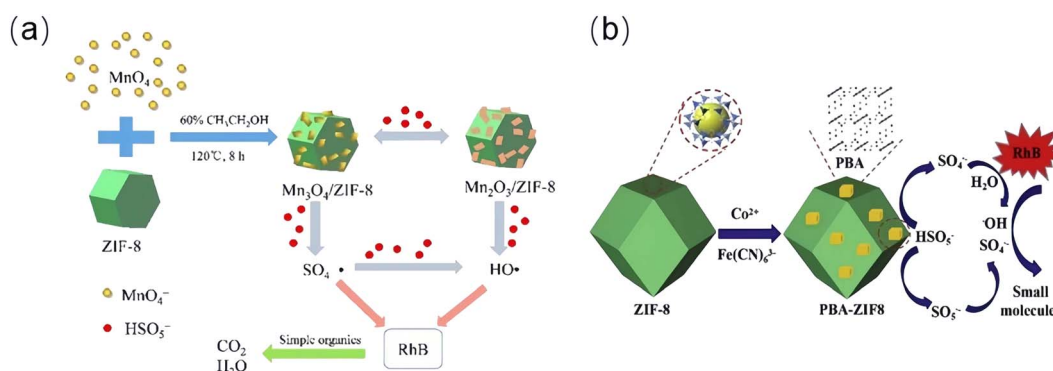 (a)
MnO₄
60% CH₃CH₂OH
120℃, 8 h
Mn₃O₄/ZIF-8
Mn₂O₃/ZIF-8
ZIF-8
SO₄ •
HO•
MnO₄⁻
HSO₅⁻
Simple organics
RhB
CO₂
H₂O
(b)
PBA
SO₄·⁻
RhB
H₂O
Co²⁺
Fe(CN)₆³⁻
HSO₅⁻
·OH
SO₄·⁻
SO₅·⁻
Small
molecule
ZIF-8
PBA-ZIF8